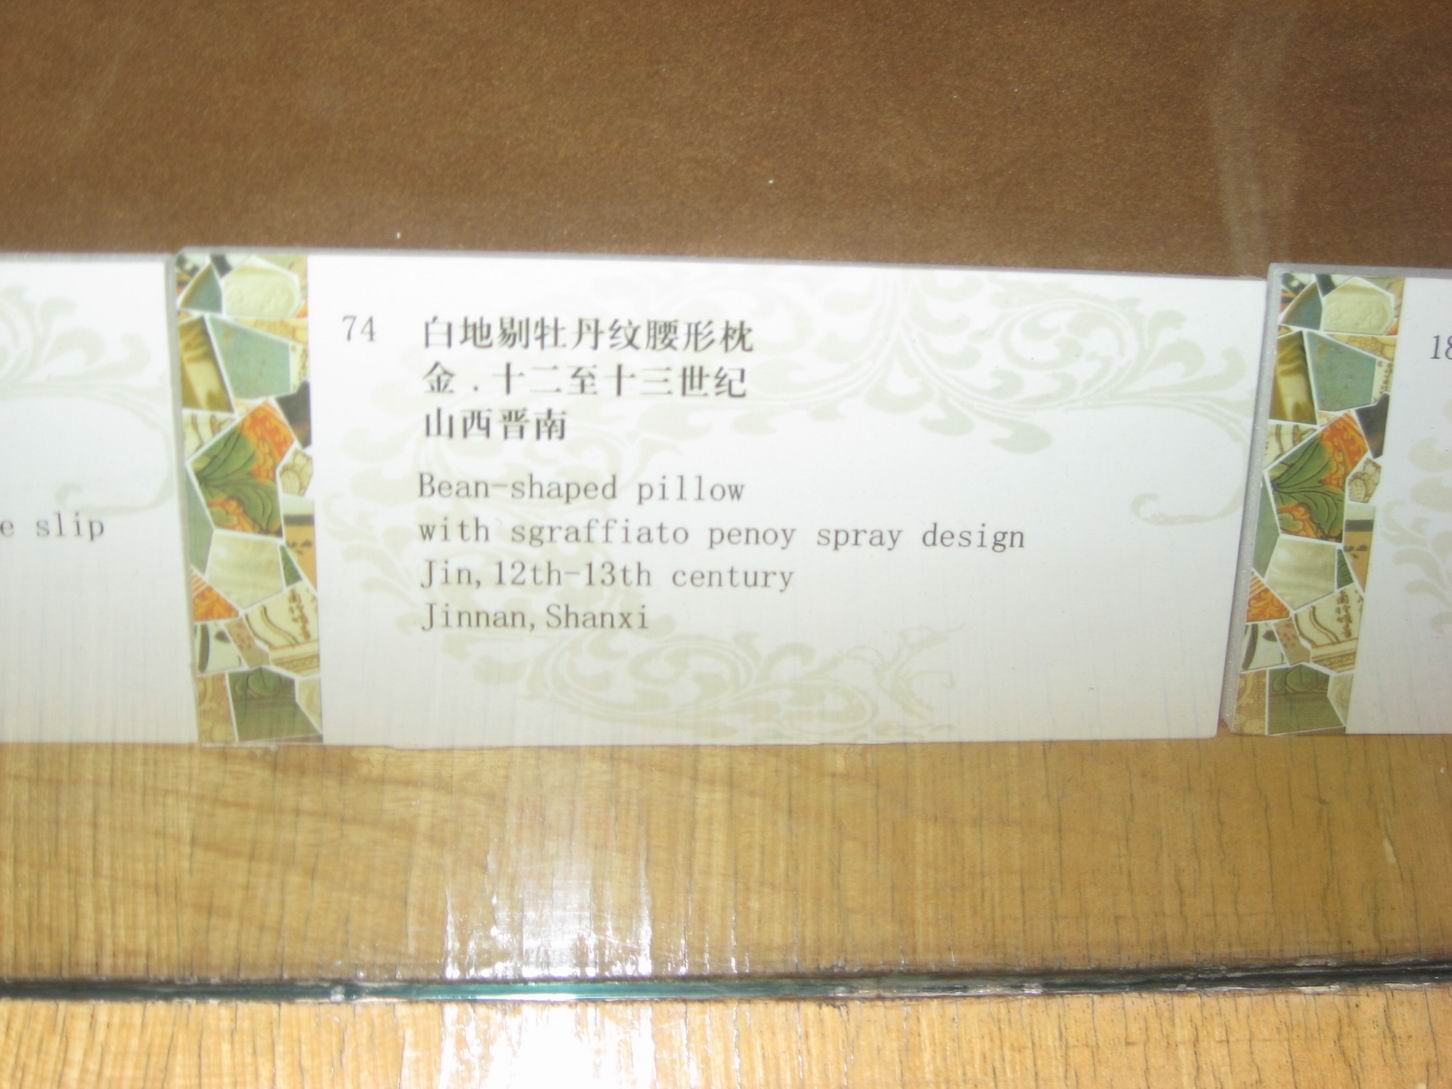 74 白地剔牡丹纹腰形枕
金．十二至十三世纪
山西晋南
Bean-shaped pillow
with sgraffiato penoy spray design
Jin,12th-13th century
Jinnan,Shanxi
slip